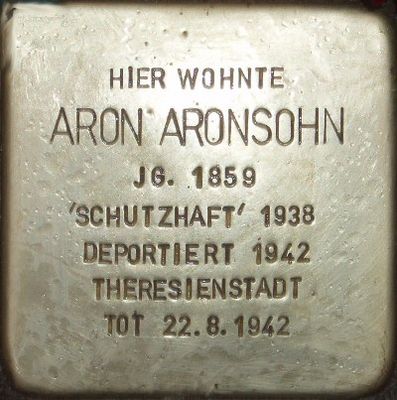 HIER WOHNTE
ARON ARONSOHN
JG. 1859
'SCHUTZHAFT' 1938
DEPORTIERT 1942
THERESIENSTADT
TOT 22.8.1942